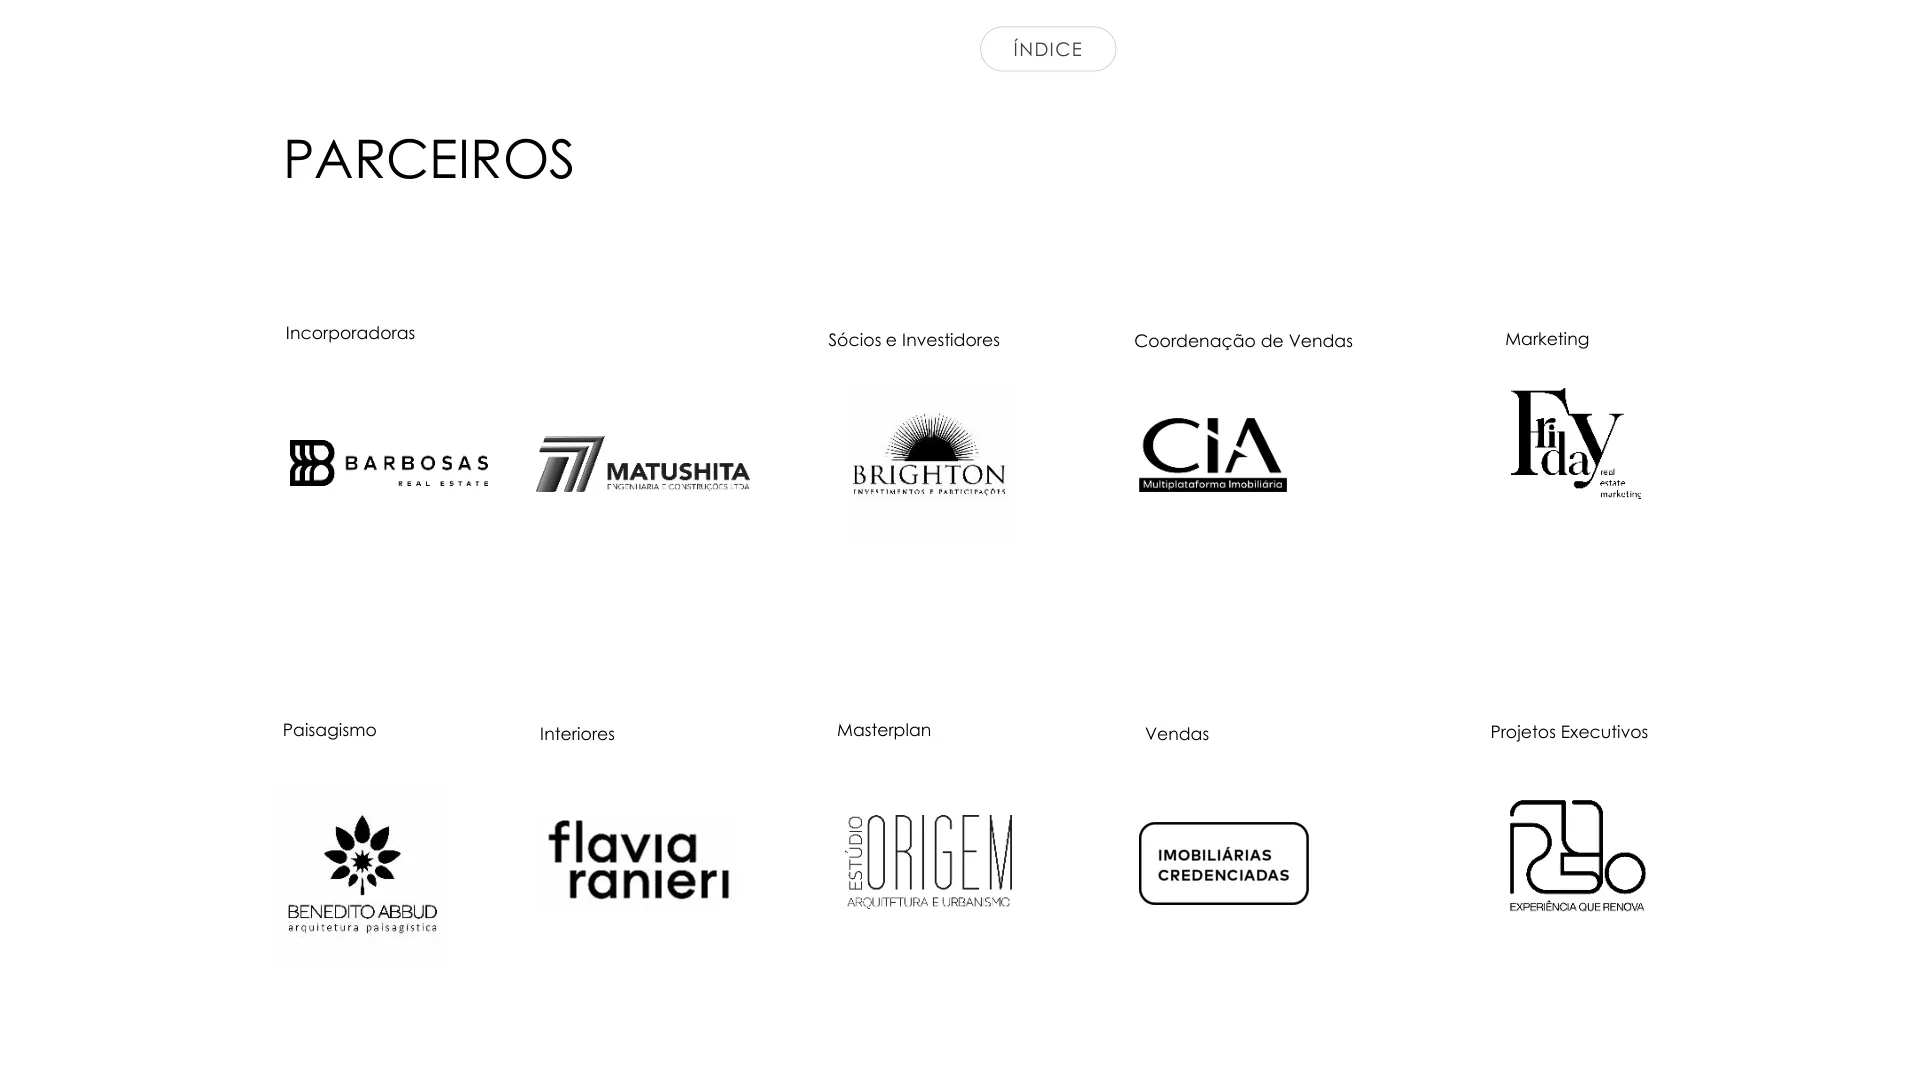 ÍNDICE
PARCEIROS
Incorporadoras
BARBOSAS
REAL ESTATE
MATUSHITA
ENGENHARIA E CONSTRUÇÕES LTDA
Sócios e Investidores
BRIGHTON
INVESTIMENTOS E PARTICIPAÇÕES
Coordenação de Vendas
CIA
Multiplataforma Imobiliária
Marketing
Friday
real
estate
marketing
Paisagismo
BENEDITO ABBUD
arquitetura paisagística
Interiores
flavia
ranieri
Masterplan
ESTÚDIO
ORIGEM
ARQUITETURA E URBANISMO
Vendas
IMOBILIÁRIAS
CREDENCIADAS
Projetos Executivos
EXPERIÊNCIA QUE RENOVA